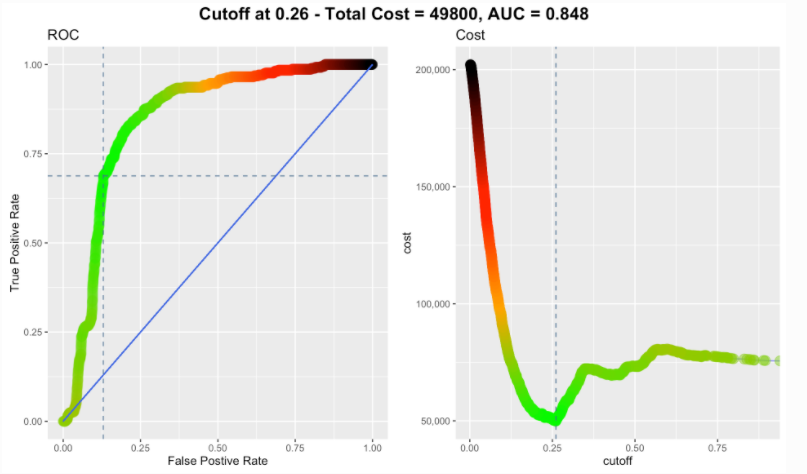 Cutoff at 0.26 - Total Cost = 49800, AUC = 0.848
ROC
1.00
0.75
0.50
0.25
0.00
True Positive Rate
0.00 0.25 0.50 0.75 1.00
False Postive Rate
Cost
200,000
150,000
100,000
50,000
cost
0.00 0.25 0.50 0.75
cutoff